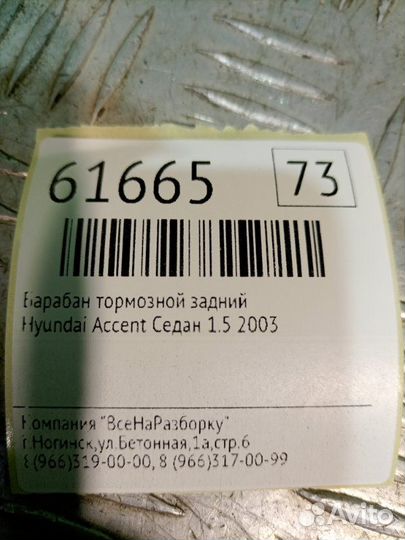 61665 73
Барабан тормозной задний
Hyundai Accent Седан 1.5 2003
Компания "ВсеНаРазборку"
г.Ногинск,ул.Бетонная,1а,стр.6
8 (966)319-00-00, 8 (966)317-00-99
Avito